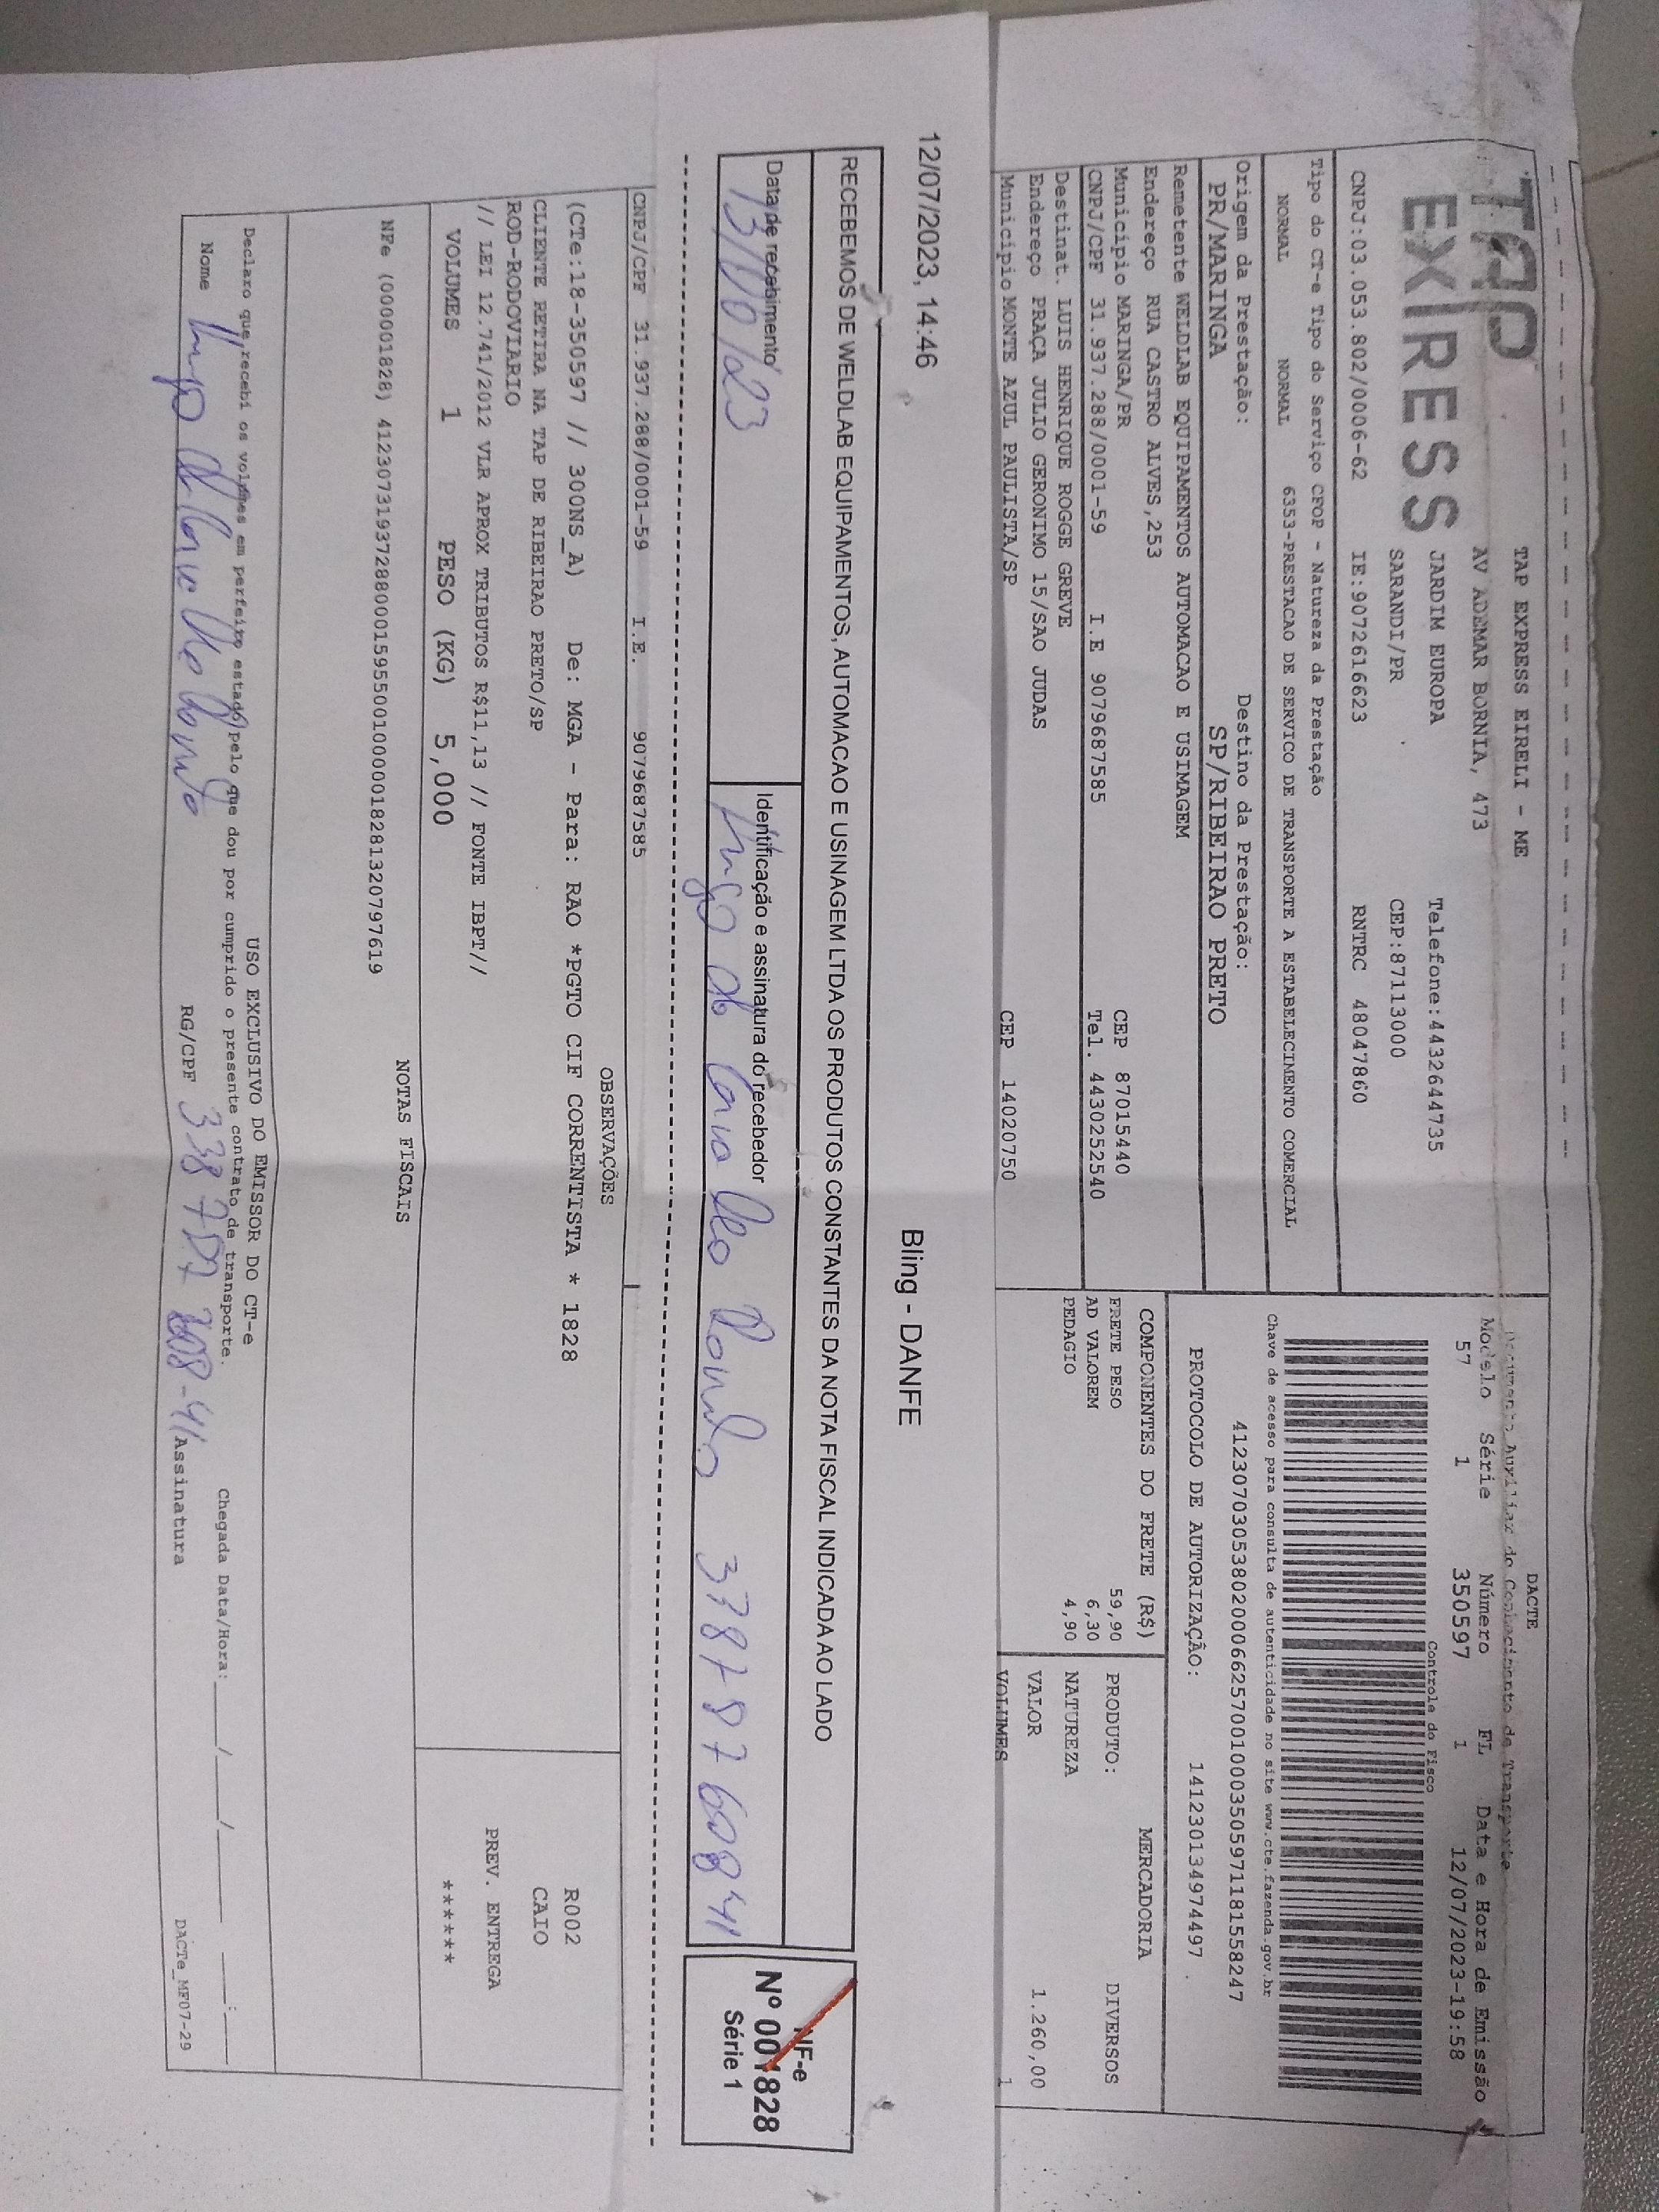 TAP
EXPRESS
TAP EXPRESS EIRELI - ME
AV ADEMAR BORNIA, 473
JARDIM EUROPA Telefone:4432644735
SARANDI/PR CEP:87113000
CNPJ:03.053.802/0006-62 IE:9072616623 RNTRC 48047860
Tipo do CT-e Tipo do Serviço CFOP - Natureza da Prestação
NORMAL NORMAL 6353-PRESTACAO DE SERVICO DE TRANSPORTE A ESTABELECIMENTO COMERCIAL
Origem da Prestação: Destino da Prestação:
PR/MARINGA SP/RIBEIRAO PRETO
Remetente WELDLAB EQUIPAMENTOS AUTOMACAO E USIMAGEM
Endereço RUA CASTRO ALVES,253
Município MARINGA/PR CEP 87015440
CNPJ/CPF 31.937.288/0001-59 I.E 9079687585 Tel. 4430252540
Destinat. LUIS HENRIQUE ROGGE GREVE
Endereço PRAÇA JULIO GERONIMO 15/SAO JUDAS
Município MONTE AZUL PAULISTA/SP CEP 14020750
DACTE
Documento Auxiliar do Conhecimento de Transporte
Modelo Série Número FL Data e Hora de Emissão
57 1 350597 1 12/07/2023-19:58
Controle do Fisco
Chave de acesso para consulta de autenticidade no site www.cte.fazenda.gov.br
41230703053802000662570010003505971181558247
PROTOCOLO DE AUTORIZAÇÃO: 141230134974497
COMPONENTES DO FRETE (R$)
FRETE PESO 59,90
AD VALOREM 6,30
PEDAGIO 4,90
MERCADORIA
PRODUTO: DIVERSOS
NATUREZA
VALOR 1.260,00
VOLUMES 1
12/07/2023, 14:46 Bling - DANFE
RECEBEMOS DE WELDLAB EQUIPAMENTOS, AUTOMACAO E USINAGEM LTDA OS PRODUTOS CONSTANTES DA NOTA FISCAL INDICADA AO LADO
Data de recebimento Identificação e assinatura do recebedor
NF-e
Nº 001828
Série 1
CNPJ/CPF 31.937.288/0001-59 I.E. 9079687585
OBSERVAÇÕES
(CTe:18-350597 // 300NS_A) De: MGA - Para: RAO *PGTO CIF CORRENTISTA * 1828
CLIENTE RETIRA NA TAP DE RIBEIRAO PRETO/SP
ROD-RODOVIARIO
// LEI 12.741/2012 VLR APROX TRIBUTOS R$11,13 // FONTE IBPT//
VOLUMES 1 PESO (KG) 5,000
R002
CAIO
PREV. ENTREGA
******
NOTAS FISCAIS
NFe (000001828) 41230731937288000159550010000018281320797619
USO EXCLUSIVO DO EMISSOR DO CT-e
Declaro que recebi os volumes em perfeito estado pelo que dou por cumprido o presente contrato de transporte. Chegada Data/Hora: ____/____/____ ____:____
Nome RG/CPF Assinatura
DACTe_MF07-29